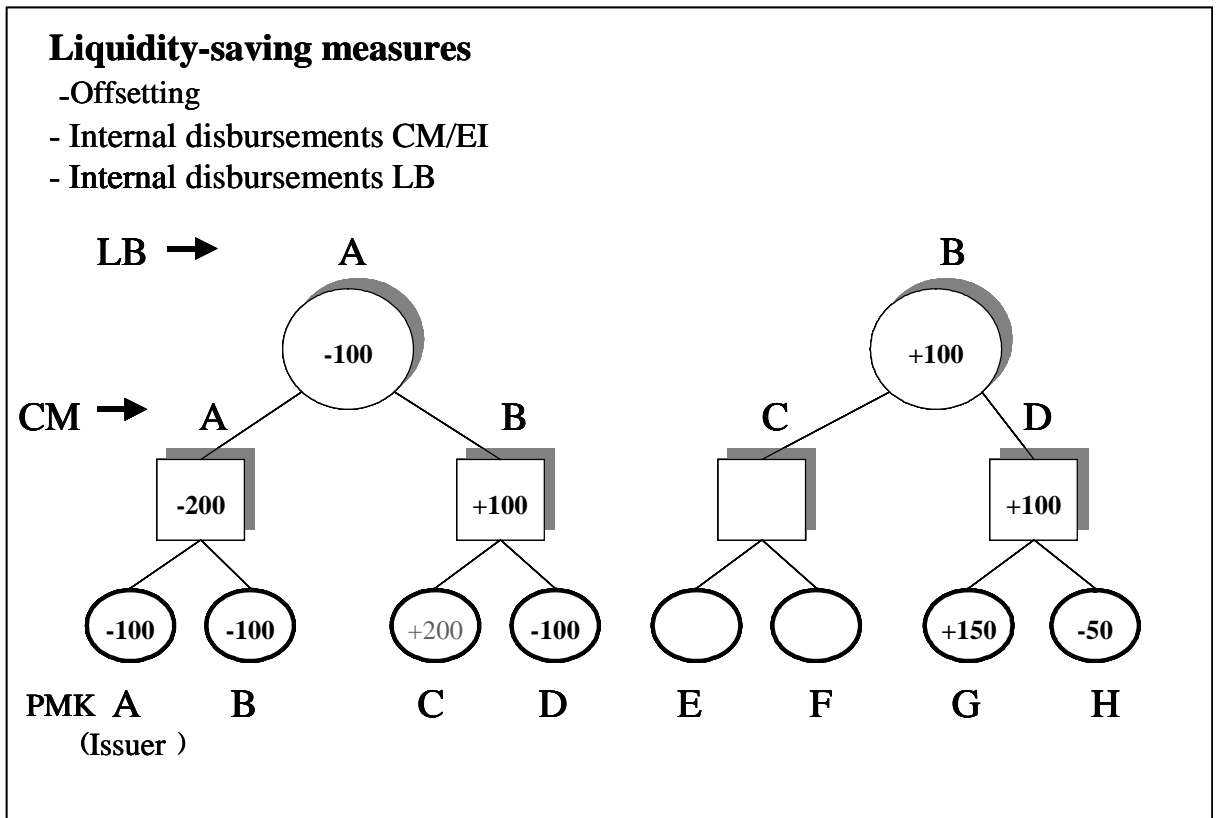 Liquidity-saving measures
-Offsetting
- Internal disbursements CM/EI
- Internal disbursements LB
LB A B
-100 +100
CM A B C D
-200 +100 +100
-100 -100 +200 -100 +150 -50
PMK A B C D E F G H
(Issuer )